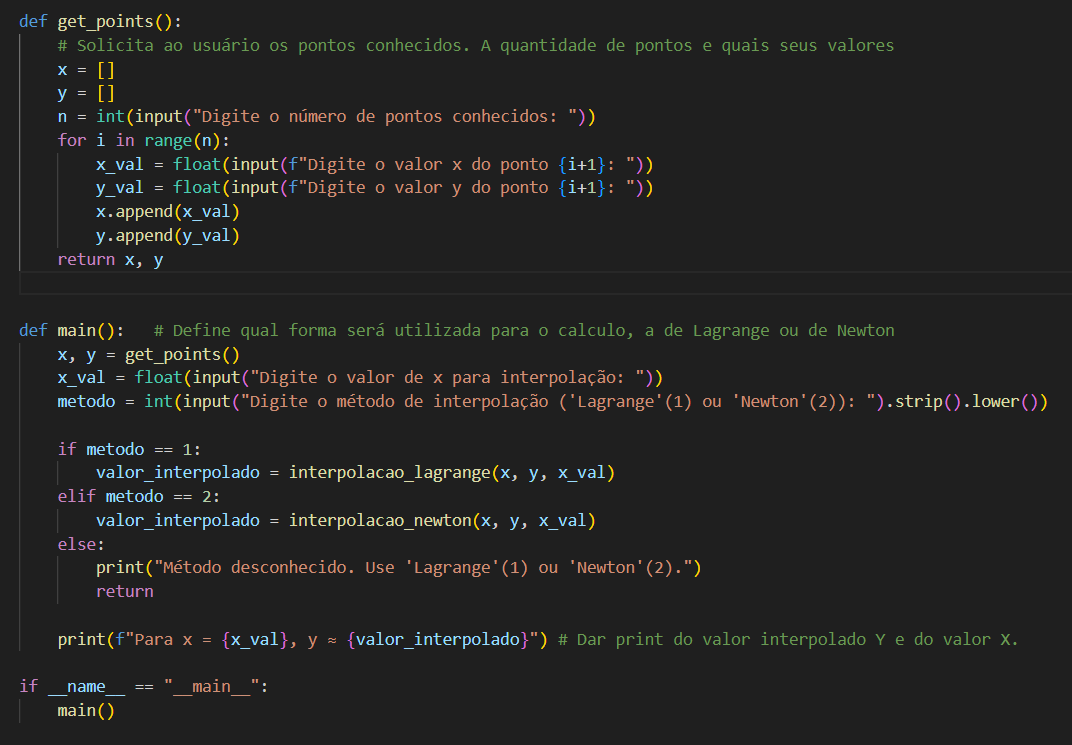 def get_points():
    # Solicita ao usuário os pontos conhecidos. A quantidade de pontos e quais seus valores
    x = []
    y = []
    n = int(input("Digite o número de pontos conhecidos: "))
    for i in range(n):
        x_val = float(input(f"Digite o valor x do ponto {i+1}: "))
        y_val = float(input(f"Digite o valor y do ponto {i+1}: "))
        x.append(x_val)
        y.append(y_val)
    return x, y
def main():   # Define qual forma será utilizada para o calculo, a de Lagrange ou de Newton
    x, y = get_points()
    x_val = float(input("Digite o valor de x para interpolação: "))
    metodo = int(input("Digite o método de interpolação ('Lagrange'(1) ou 'Newton'(2)): ").strip().lower())
    if metodo == 1:
        valor_interpolado = interpolacao_lagrange(x, y, x_val)
    elif metodo == 2:
        valor_interpolado = interpolacao_newton(x, y, x_val)
    else:
        print("Método desconhecido. Use 'Lagrange'(1) ou 'Newton'(2).")
        return
    print(f"Para x = {x_val}, y ≈ {valor_interpolado}") # Dar print do valor interpolado Y e do valor X.
if __name__ == "__main__":
    main()